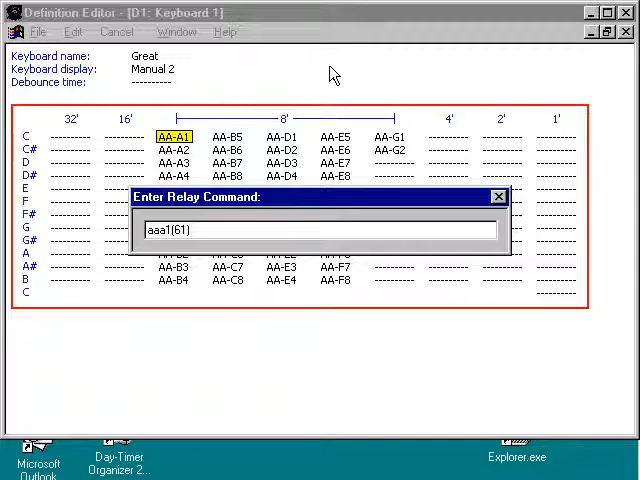 Definition Editor - [D1: Keyboard 1]
File Edit Cancel Window Help
Keyboard name: Great
Keyboard display: Manual 2
Debounce time: ----------
32' 16' 8' 4' 2' 1'
C ---------- ---------- AA-A1 AA-B5 AA-D1 AA-E5 AA-G1 ---------- ---------- ----------
C# ---------- ---------- AA-A2 AA-B6 AA-D2 AA-E6 AA-G2 ---------- ---------- ----------
D ---------- ---------- AA-A3 AA-B7 AA-D3 AA-E7 ---------- ---------- ---------- ----------
D# ---------- ---------- AA-A4 AA-B8 AA-D4 AA-E8 ---------- ---------- ---------- ----------
E
F
F#
G
G#
A
A# ---------- ---------- AA-B3 AA-C7 AA-E3 AA-F7 ---------- ---------- ---------- ----------
B ---------- ---------- AA-B4 AA-C8 AA-E4 AA-F8 ---------- ---------- ---------- ----------
C ----------
Enter Relay Command:
aaa1(61)
Microsoft
Outlook
Day-Timer
Organizer 2...
Explorer.exe